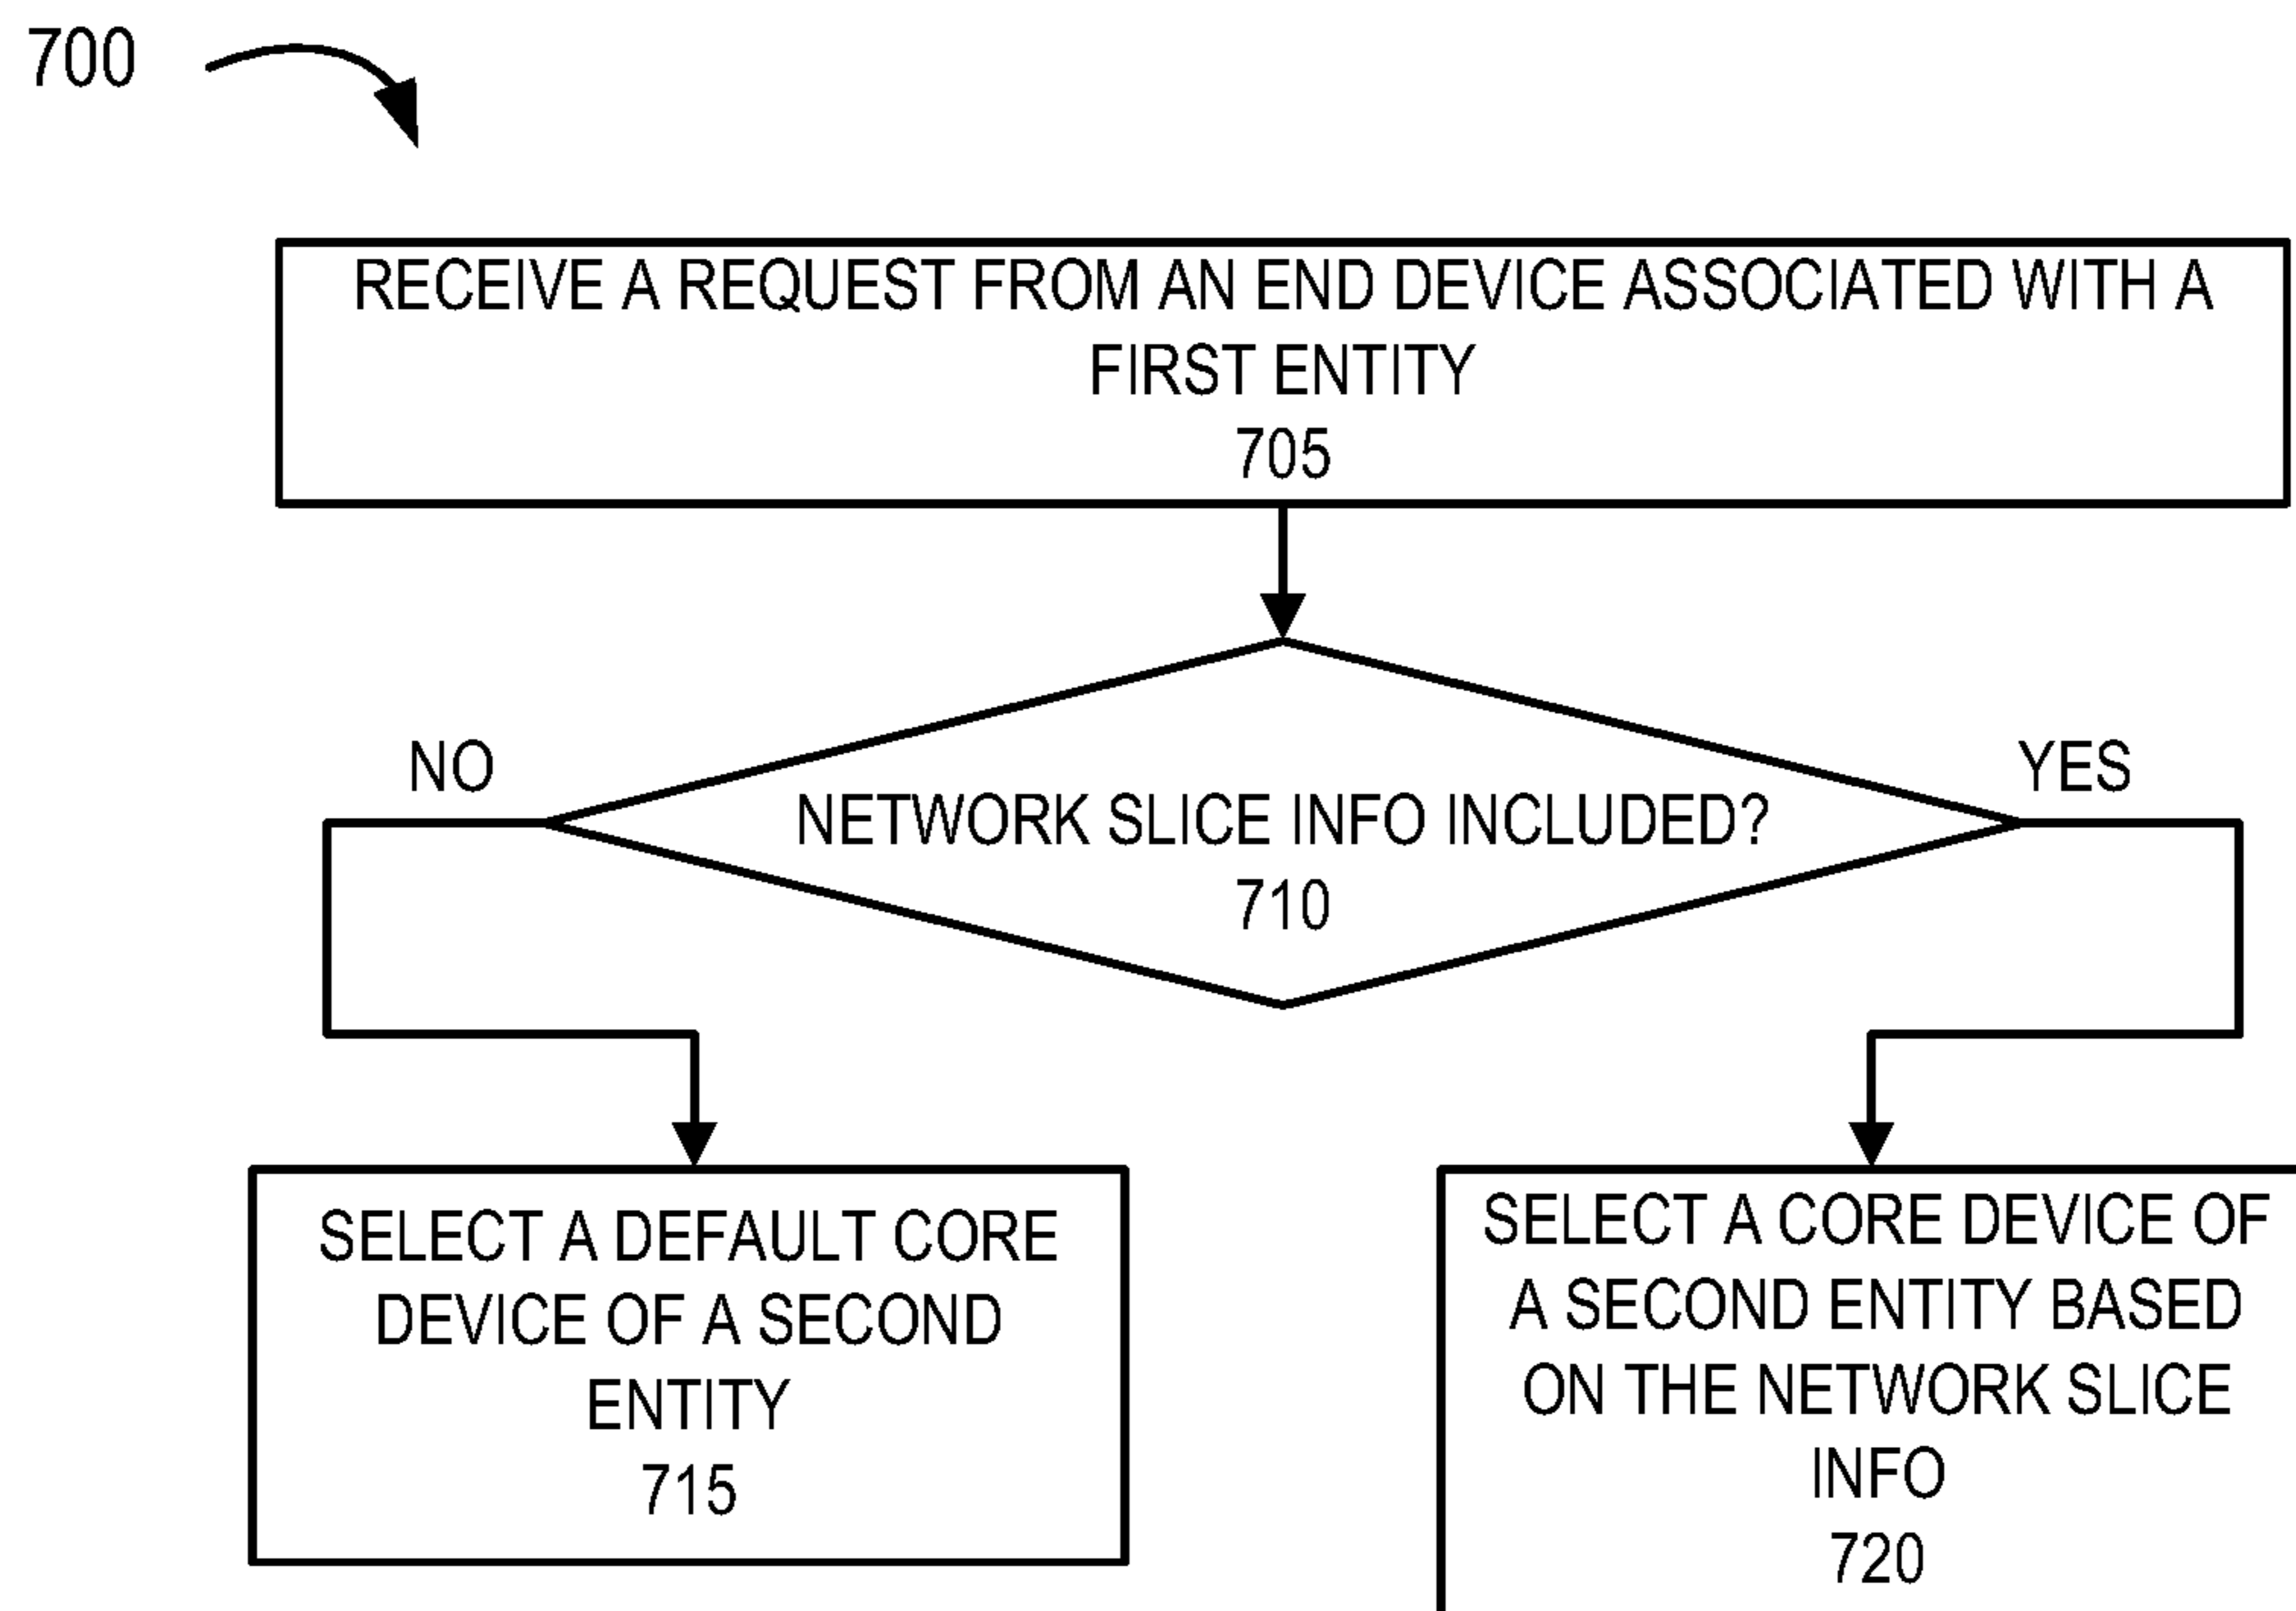 700
RECEIVE A REQUEST FROM AN END DEVICE ASSOCIATED WITH A
FIRST ENTITY
705
NO
YES
NETWORK SLICE INFO INCLUDED?
710
SELECT A DEFAULT CORE
DEVICE OF A SECOND
ENTITY
715
SELECT A CORE DEVICE OF
A SECOND ENTITY BASED
ON THE NETWORK SLICE
INFO
720